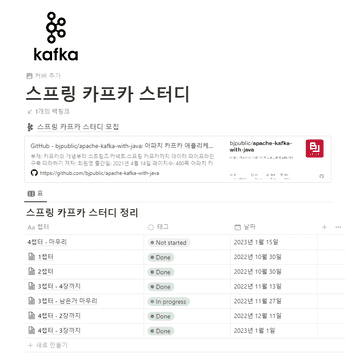 kafka
커버 추가
스프링 카프카 스터디
1개의 백링크
스프링 카프카 스터디 모집
GitHub - bjpublic/apache-kafka-with-java: 아파치 카프카 애플리케...
https://github.com/bjpublic/apache-kafka-with-java
bjpublic/apache-kafka-with-java
표
스프링 카프카 스터디 정리
Aa 챕터 태그 날짜
4챕터 - 마무리 Not started 2023년 1월 15일
1챕터 Done 2022년 10월 30일
2챕터 Done 2022년 10월 30일
3챕터 - 4장까지 Done 2022년 11월 13일
3챕터 - 남은거 마무리 In progress 2022년 11월 27일
4챕터 - 2장까지 Done 2022년 12월 11일
4챕터 - 3장까지 Done 2023년 1월 1일
+ 새로 만들기